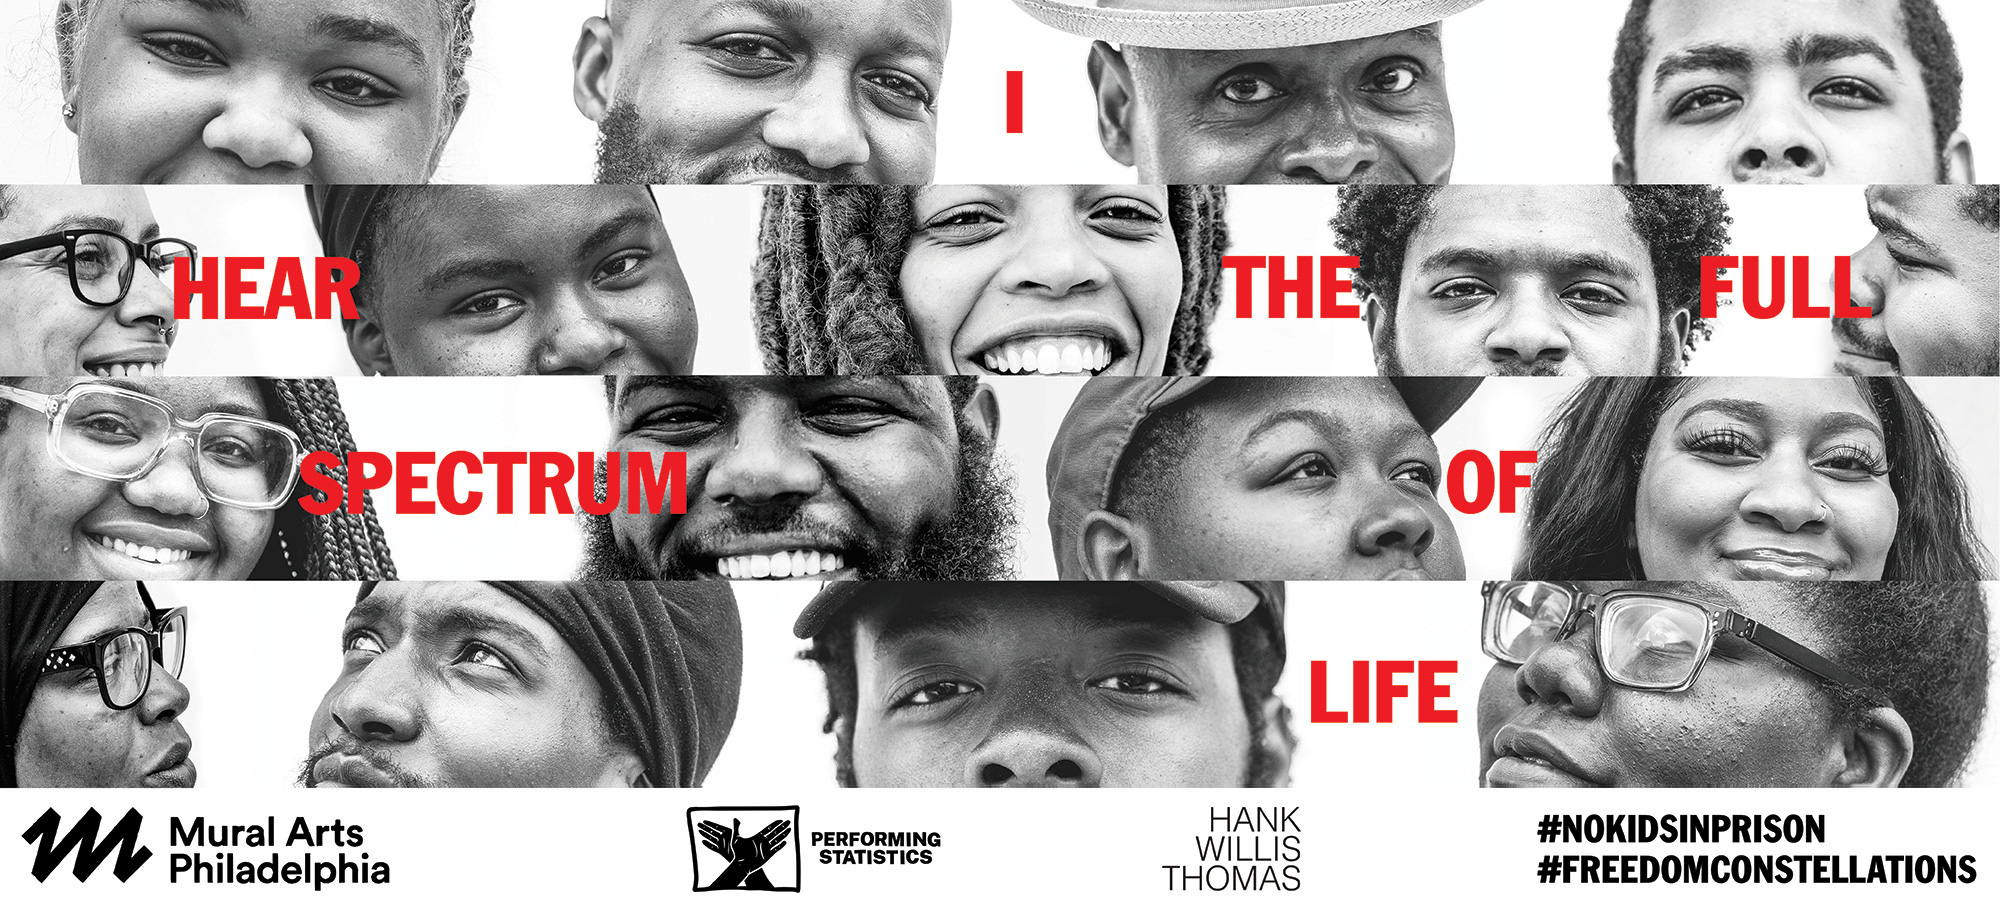 I
HEAR THE FULL
SPECTRUM OF
LIFE
Mural Arts
Philadelphia
PERFORMING
STATISTICS
HANK
WILLIS
THOMAS
#NOKIDSINPRISON
#FREEDOMCONSTELLATIONS